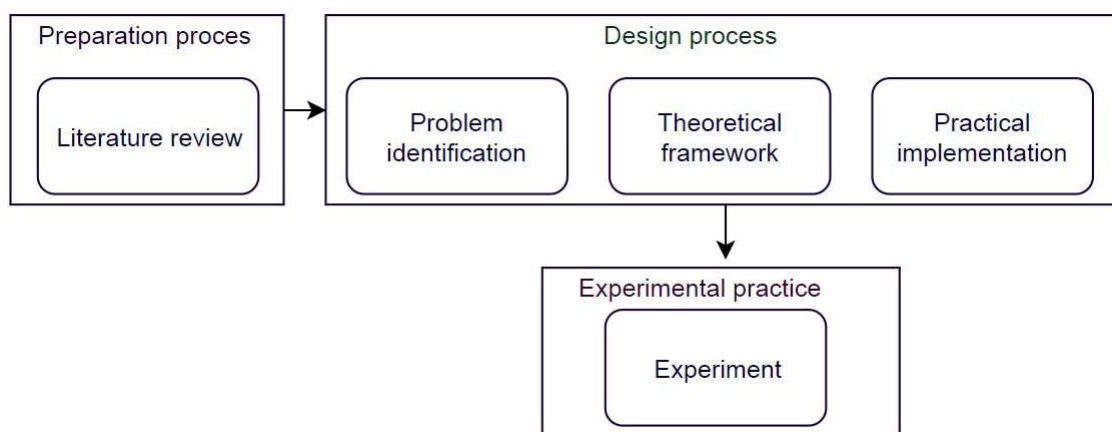 Preparation proces
Literature review
Design process
Problem
identification
Theoretical
framework
Practical
implementation
Experimental practice
Experiment